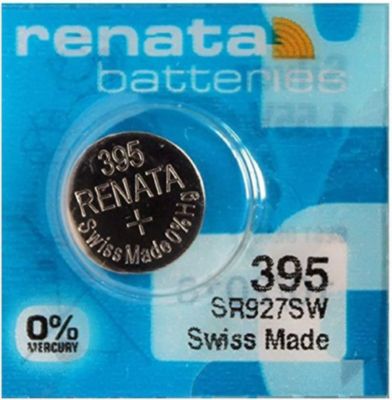 renata
batteries
395
RENATA
+
Swiss Made 0% Hg
395
SR927SW
Swiss Made
0%
MERCURY